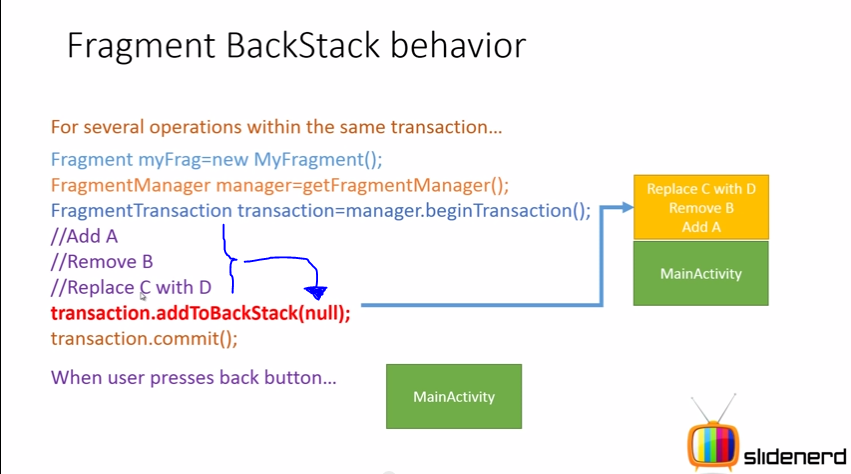 Fragment BackStack behavior
For several operations within the same transaction...
Fragment myFrag=new MyFragment();
FragmentManager manager=getFragmentManager();
FragmentTransaction transaction=manager.beginTransaction();
//Add A
//Remove B
//Replace C with D
transaction.addToBackStack(null);
transaction.commit();
When user presses back button...
Replace C with D
Remove B
Add A
MainActivity
MainActivity
slidenerd